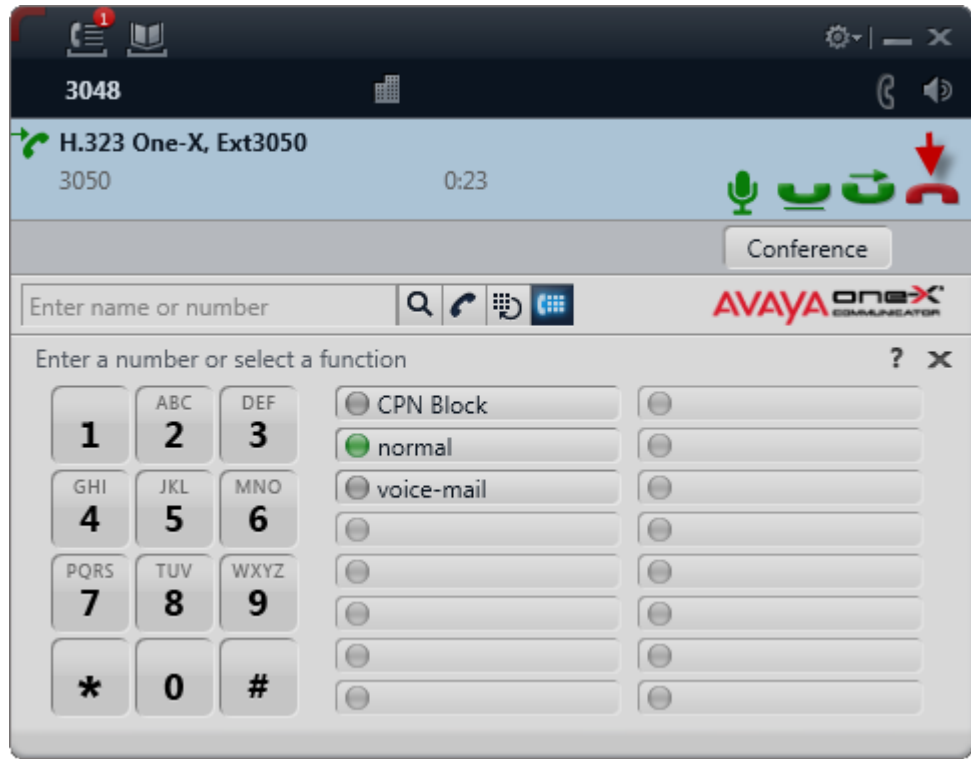 1
3048
H.323 One-X, Ext3050
3050 0:23
Conference
Enter name or number
AVAYA one-X COMMUNICATOR
Enter a number or select a function ? X
1 ABC 2 DEF 3
GHI 4 JKL 5 MNO 6
PQRS 7 TUV 8 WXYZ 9
* 0 #
CPN Block
normal
voice-mail